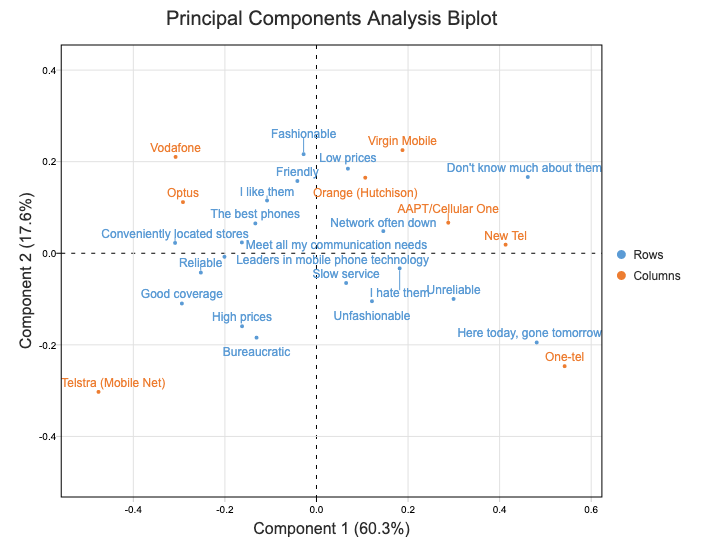 Principal Components Analysis Biplot
0.4
Fashionable
Virgin Mobile
Vodafone
Low prices
0.2
Don't know much about them
Friendly
Optus
I like them
Orange (Hutchison)
AAPT/Cellular One
The best phones
Network often down
Conveniently located stores
New Tel
Meet all my communication needs
0.0
Rows
Leaders in mobile phone technology
Reliable
Slow service
Columns
Good coverage
I hate them
Unreliable
High prices
Unfashionable
Here today, gone tomorrow
-0.2
Bureaucratic
One-tel
Telstra (Mobile Net)
-0.4
-0.4
-0.2
0.0
0.2
0.4
0.6
Component 1 (60.3%)
Component 2 (17.6%)